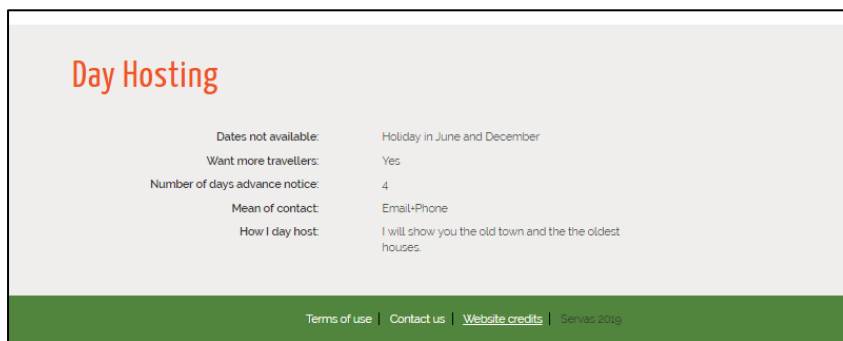 Day Hosting
Dates not available: Holiday in June and December
Want more travellers: Yes
Number of days advance notice: 4
Mean of contact: Email+Phone
How I day host: I will show you the old town and the the oldest
houses.
Terms of use | Contact us | Website credits | Servas 2019